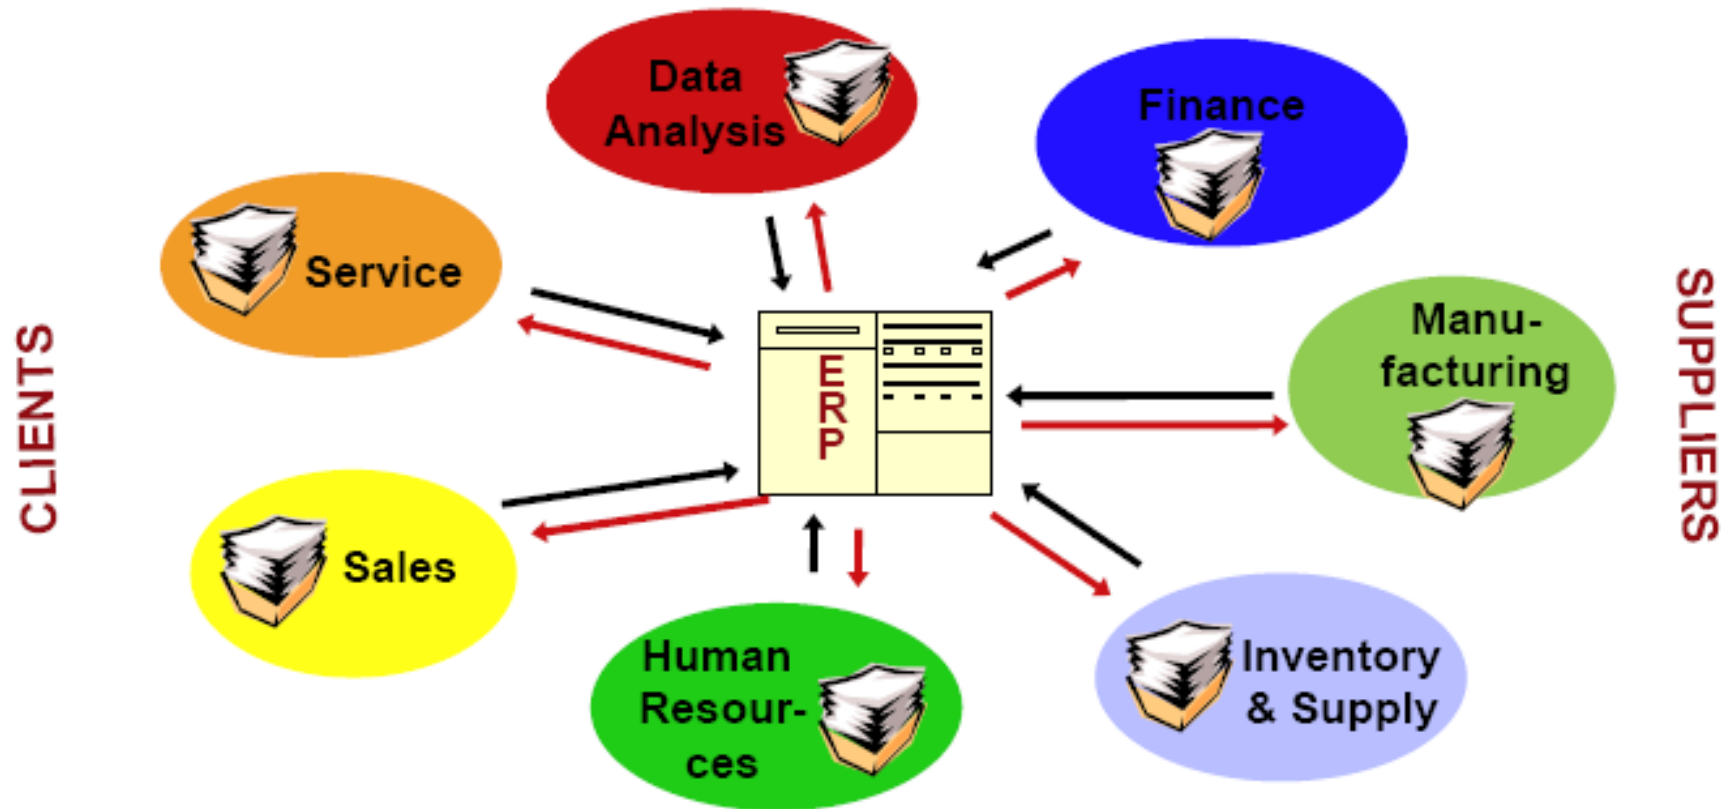 Data
Analysis
Finance
Service
Manu-
facturing
CLIENTS
SUPPLIERS
E
R
P
Sales
Human
Resour-
ces
Inventory
& Supply